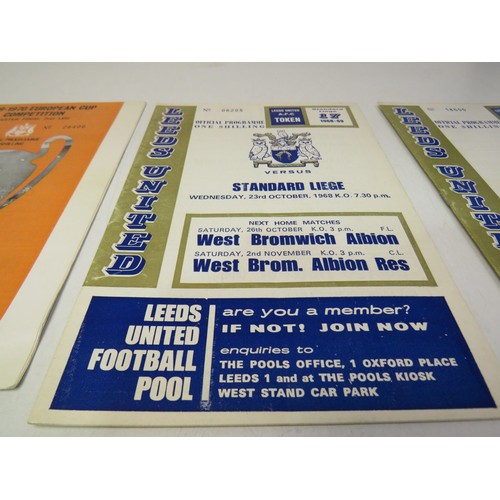 1970 EUROPEAN CUP
COMPETITION
LEEDS UNITED
OFFICIAL PROGRAMME
ONE SHILLING
LEEDS UNITED
A.F.C.
TOKEN
17
1968-69
VERSUS
STANDARD LIEGE
WEDNESDAY, 23rd OCTOBER, 1968 K.O. 7.30 p.m.
NEXT HOME MATCHES
SATURDAY, 26th OCTOBER K.O. 3 p.m. F.L.
West Bromwich Albion
SATURDAY, 2nd NOVEMBER K.O. 3 p.m. C.L.
West Brom. Albion Res
LEEDS
UNITED
FOOTBALL
POOL
are you a member?
IF NOT! JOIN NOW
enquiries to
THE POOLS OFFICE, 1 OXFORD PLACE
LEEDS 1 and at THE POOLS KIOSK
WEST STAND CAR PARK
LEEDS UNITED
OFFICIAL PROGRAMME
ONE SHILLING